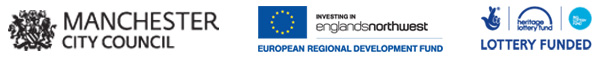 MANCHESTER
CITY COUNCIL
INVESTING IN
englandsnorthwest
EUROPEAN REGIONAL DEVELOPMENT FUND
heritage
lottery fund
LOTTERY FUNDED